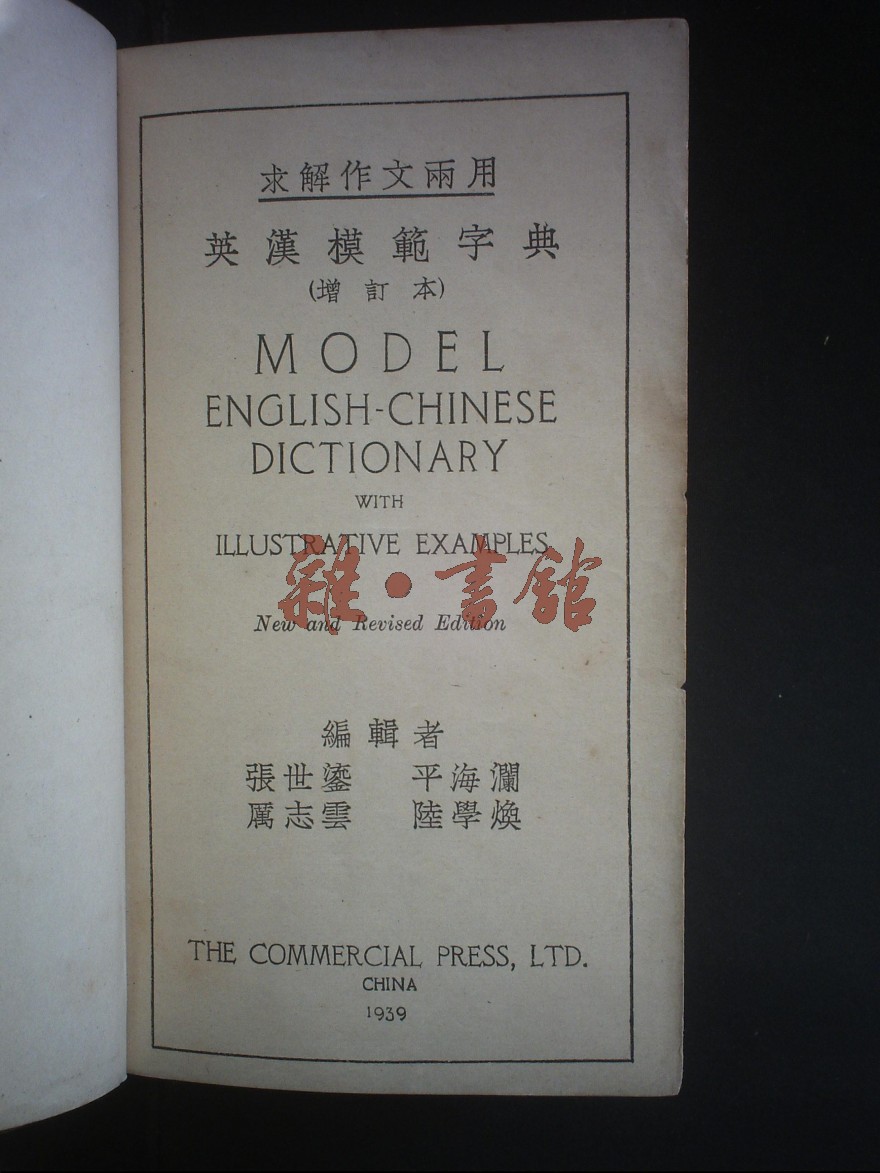 求解作文兩用
英漢模範字典
(增訂本)
MODEL
ENGLISH-CHINESE
DICTIONARY
WITH
ILLUSTRATIVE EXAMPLES
雜·書館
New and Revised Edition
編輯者
張世鎏 平海瀾
厲志雲 陸學煥
THE COMMERCIAL PRESS, LTD.
CHINA
1939